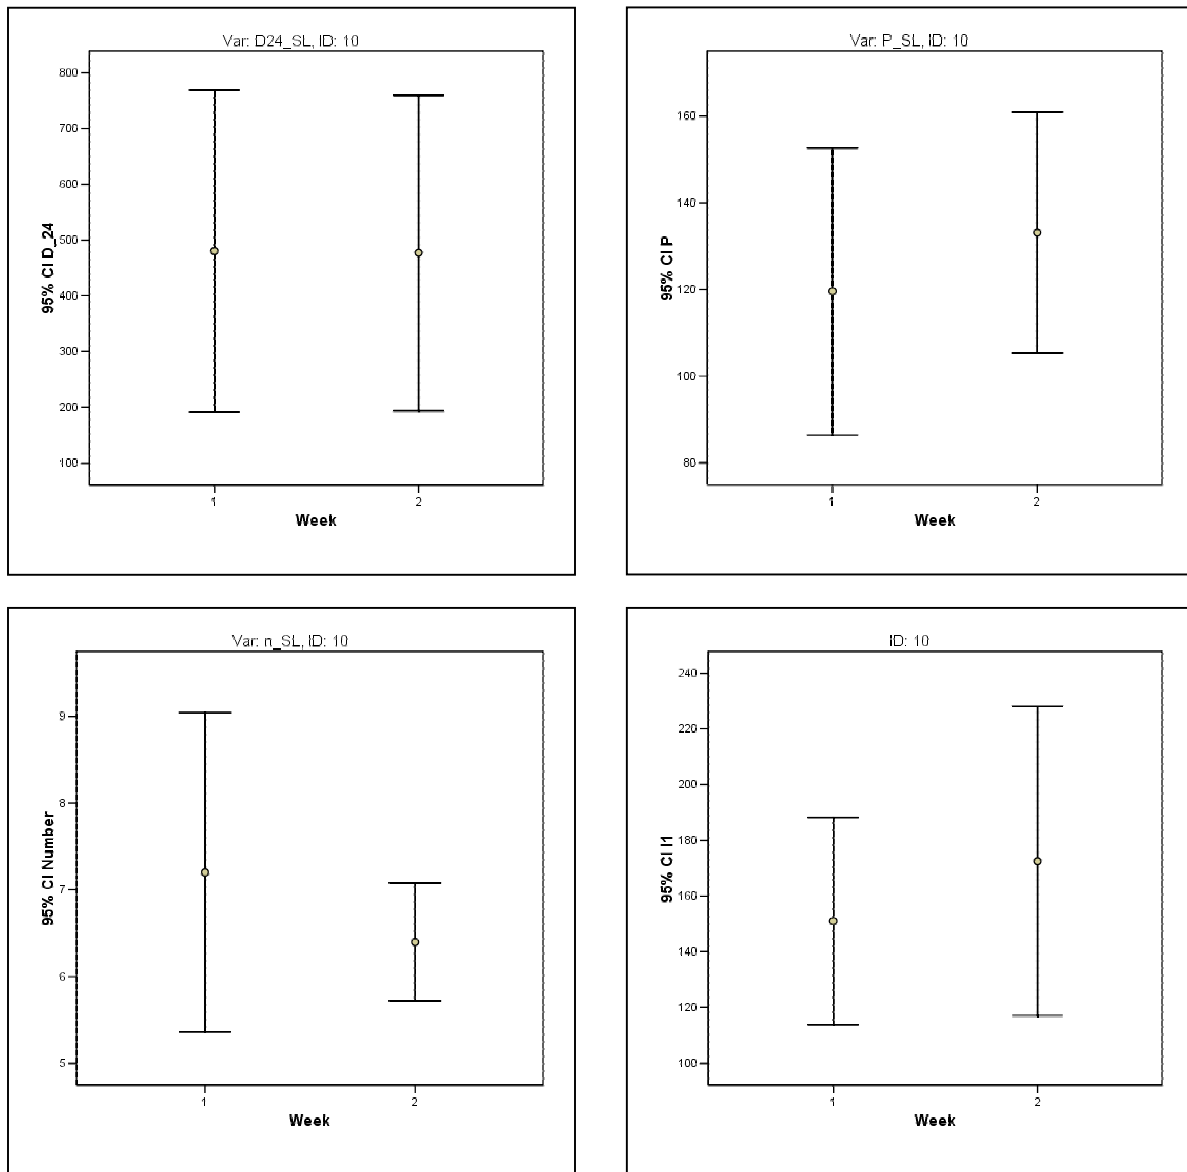 Var: D24_SL, ID: 10
800
700
600
500
400
300
200
100
95% CI D_24
1
2
Week
Var: P_SL, ID: 10
160
140
120
100
80
95% CI P
1
2
Week
Var: n_SL, ID: 10
9
8
7
6
5
95% CI Number
1
2
Week
ID: 10
240
220
200
180
160
140
120
100
95% CI I1
1
2
Week